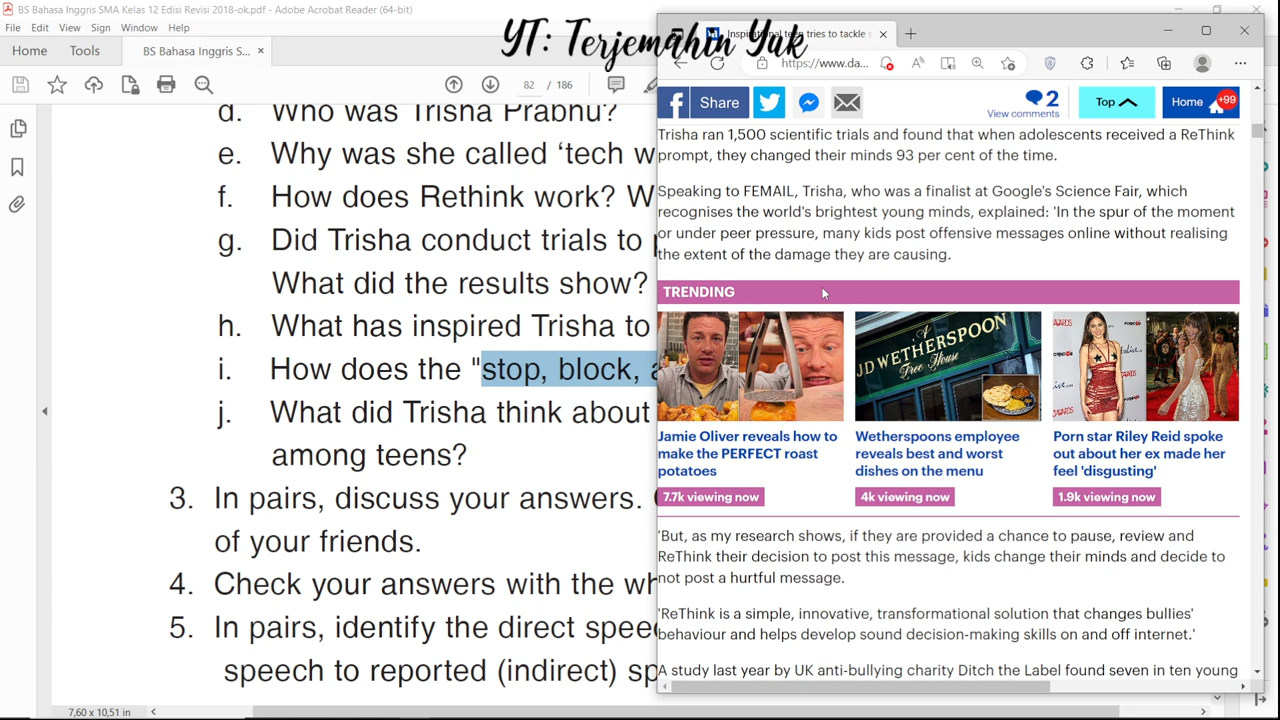 BS Bahasa Inggris SMA Kelas 12 Edisi Revisi 2018-ok.pdf - Adobe Acrobat Reader (64-bit)
File Edit View Sign Window Help
Home Tools BS Bahasa Inggris S... ×
82 / 186
YT: Terjemahin Yuk
d. Who was Trisha Prabhu?
e. Why was she called ‘tech w
f. How does Rethink work? W
g. Did Trisha conduct trials to p
What did the results show?
h. What has inspired Trisha to
i. How does the "stop, block, a
j. What did Trisha think about
among teens?
3. In pairs, discuss your answers.
of your friends.
4. Check your answers with the wh
5. In pairs, identify the direct spee
speech to reported (indirect) sp
7,60 x 10,51 in
Inspirational teen tries to tackle s
https://www.da...
Share
2
View comments
Top
Home
+99
Trisha ran 1,500 scientific trials and found that when adolescents received a ReThink
prompt, they changed their minds 93 per cent of the time.
Speaking to FEMAIL, Trisha, who was a finalist at Google's Science Fair, which
recognises the world's brightest young minds, explained: 'In the spur of the moment
or under peer pressure, many kids post offensive messages online without realising
the extent of the damage they are causing.
TRENDING
A
JD WETHERSPOON
Free House
Jamie Oliver reveals how to
make the PERFECT roast
potatoes
7.7k viewing now
Wetherspoons employee
reveals best and worst
dishes on the menu
4k viewing now
Porn star Riley Reid spoke
out about her ex made her
feel 'disgusting'
1.9k viewing now
'But, as my research shows, if they are provided a chance to pause, review and
ReThink their decision to post this message, kids change their minds and decide to
not post a hurtful message.
'ReThink is a simple, innovative, transformational solution that changes bullies'
behaviour and helps develop sound decision-making skills on and off internet.'
A study last year by UK anti-bullying charity Ditch the Label found seven in ten young